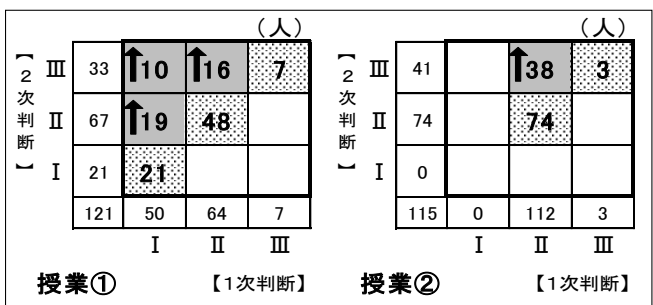 (人)
【2次判断】
Ⅲ 33 ↑10 ↑16 7
Ⅱ 67 ↑19 48
Ⅰ 21 21
121 50 64 7
Ⅰ Ⅱ Ⅲ
授業① 【1次判断】
(人)
【2次判断】
Ⅲ 41 ↑38 3
Ⅱ 74 74
Ⅰ 0
115 0 112 3
Ⅰ Ⅱ Ⅲ
授業② 【1次判断】